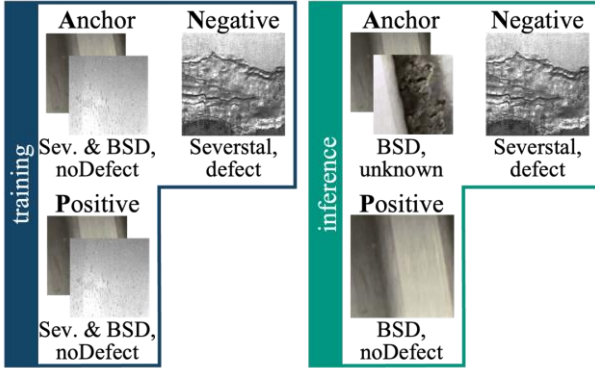 training
Anchor
Sev. & BSD,
noDefect
Negative
Severstal,
defect
Positive
Sev. & BSD,
noDefect
inference
Anchor
BSD,
unknown
Negative
Severstal,
defect
Positive
BSD,
noDefect